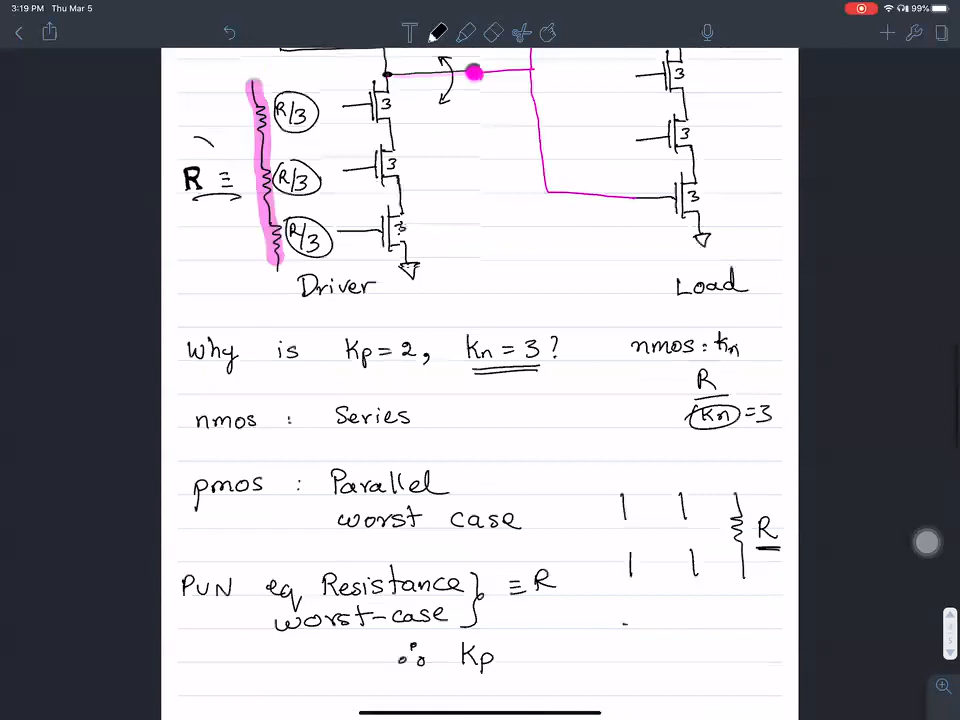 3:19 PM Thu Mar 5
99%
T
3
R/3
3
R/3
3
3
R ≡
R/3
3
3
Driver
Load
Why is Kp = 2, Kn = 3 ?
nmos : kn
R
Kn = 3
nmos : Series
pmos : Parallel
worst case
R
PUN eq Resistance } ≡ R
worst-case
∴ Kp